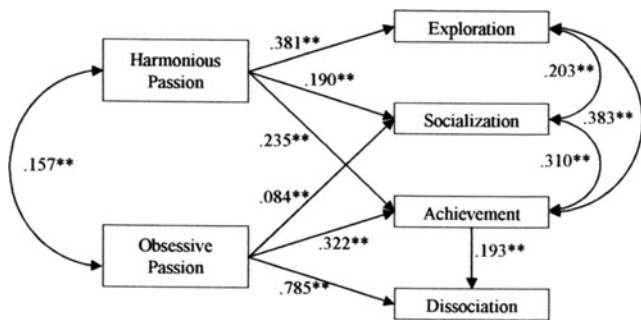 Exploration
.381**
Harmonious
Passion
.203**
.190**
.383**
Socialization
.235**
.157**
.310**
.084**
Achievement
.322**
Obsessive
Passion
.193**
.785**
Dissociation